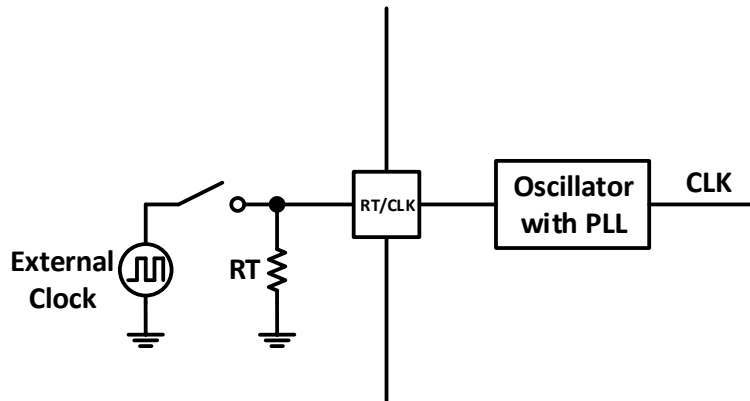 External
Clock
RT
RT/CLK
Oscillator
with PLL
CLK